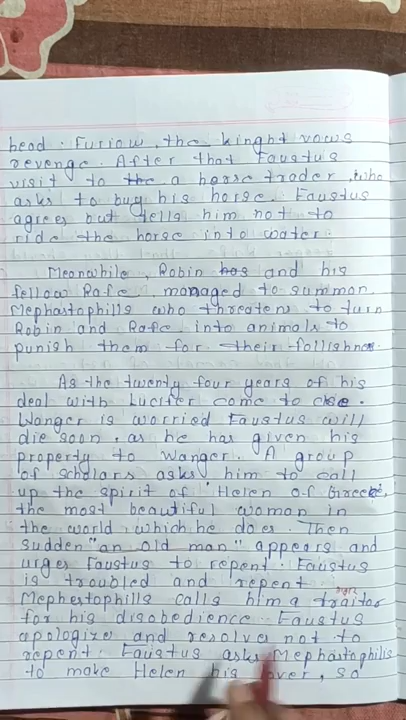 head. Furiow, the kinght vows
revenge. After that Faustus
visit to the a horse trader, who
asks to buy his horse. Faustus
agrees but tells him not to
ride the horse into water.
Meanwhile, Robin has and his
fellow Rafe, managed to summon
Mephastophills who threatens to turn
Robin and Rafe into animals to
punish them for their follishnes.
As the twenty four years of his
deal with Lucifer come to close.
Wanger is worried Faustus will
die soon, as he has given his
property to wanger. A group
of scholars asks him to call
up the spirit of 'Helen of Greece,'
the most beautiful woman in
the world, which he does. Then
sudden "an old man" appears and
urges Faustus to repent. Faustus
is troubled and repent.
गद्दार
Mephestophills calls him a traitor
for his disobedience. Faustus
apologize and resolve not to
repent. Faustus asks Mephastophilis
to make Helen his lover, so